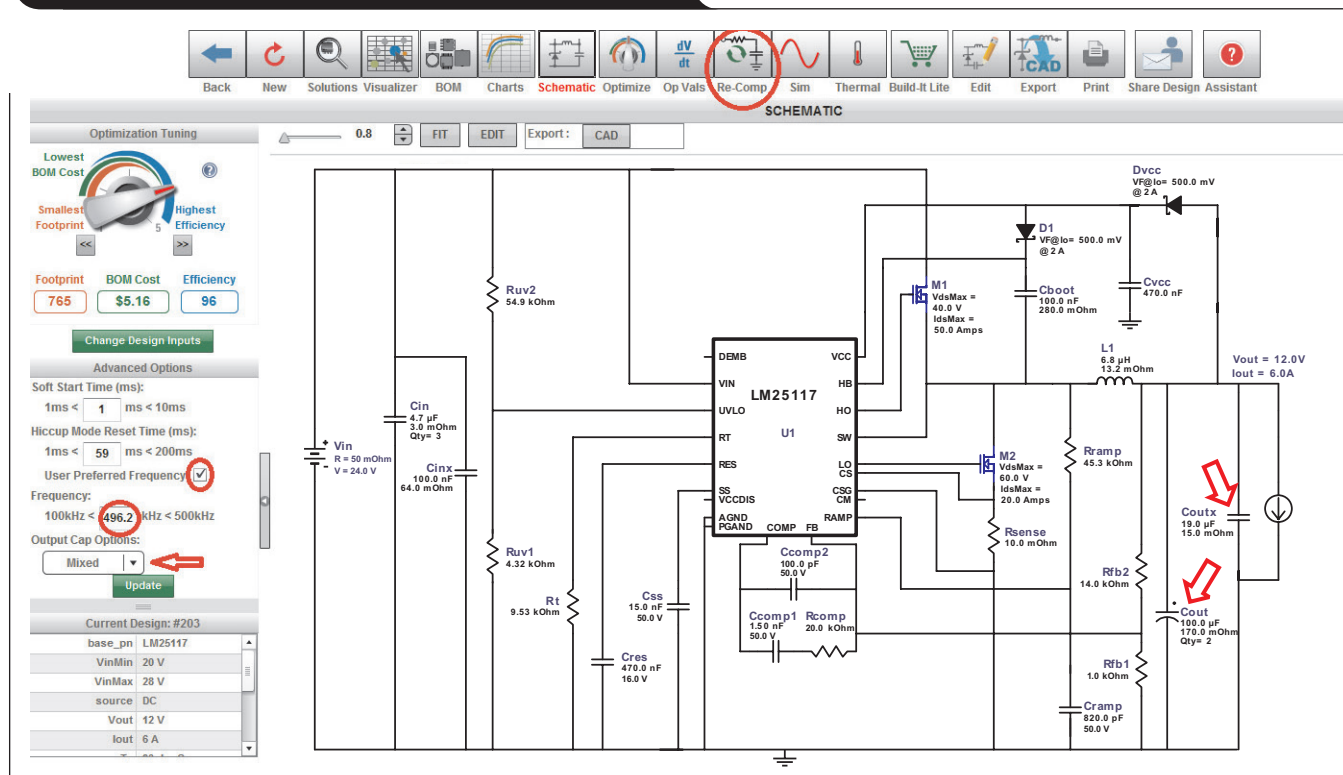 dV
dt
CAD
?
Back New Solutions Visualizer BOM Charts Schematic Optimize Op Vals Re-Comp Sim Thermal Build-It Lite Edit Export Print Share Design Assistant
SCHEMATIC
Optimization Tuning
0.8 FIT EDIT Export : CAD
Lowest
BOM Cost
?
Smallest
Footprint
Highest
Efficiency
5
<< >>
Footprint BOM Cost Efficiency
765 $5.16 96
Change Design Inputs
Advanced Options
Soft Start Time (ms):
1ms < 1 ms < 10ms
Hiccup Mode Reset Time (ms):
1ms < 59 ms < 200ms
User Preferred Frequency
Frequency:
100kHz < 496.2 kHz < 500kHz
Output Cap Options:
Mixed
Update
Current Design: #203
base_pn LM25117
VinMin 20 V
VinMax 28 V
source DC
Vout 12 V
Iout 6 A
Vin
R = 50 mOhm
V = 24.0 V
Cin
4.7 µF
3.0 mOhm
Qty= 3
Cinx
100.0 nF
64.0 mOhm
Ruv2
54.9 kOhm
Ruv1
4.32 kOhm
Rt
9.53 kOhm
Cres
470.0 nF
16.0 V
Css
15.0 nF
50.0 V
LM25117
U1
DEMB
VIN
UVLO
RT
RES
SS
VCCDIS
AGND
PGAND
COMP FB
VCC
HB
HO
SW
LO
CS
CSG
CM
RAMP
Ccomp2
100.0 pF
50.0 V
Ccomp1
1.50 nF
50.0 V
Rcomp
20.0 kOhm
M1
VdsMax =
40.0 V
IdsMax =
50.0 Amps
M2
VdsMax =
60.0 V
IdsMax =
20.0 Amps
Rsense
10.0 mOhm
D1
VF@Io= 500.0 mV
@ 2 A
Dvcc
VF@Io= 500.0 mV
@ 2 A
Cboot
100.0 nF
280.0 mOhm
Cvcc
470.0 nF
L1
6.8 µH
13.2 mOhm
Vout = 12.0V
Iout = 6.0A
Rramp
45.3 kOhm
Cramp
820.0 pF
50.0 V
Rfb2
14.0 kOhm
Rfb1
1.0 kOhm
Coutx
19.0 µF
15.0 mOhm
Cout
100.0 µF
170.0 mOhm
Qty= 2